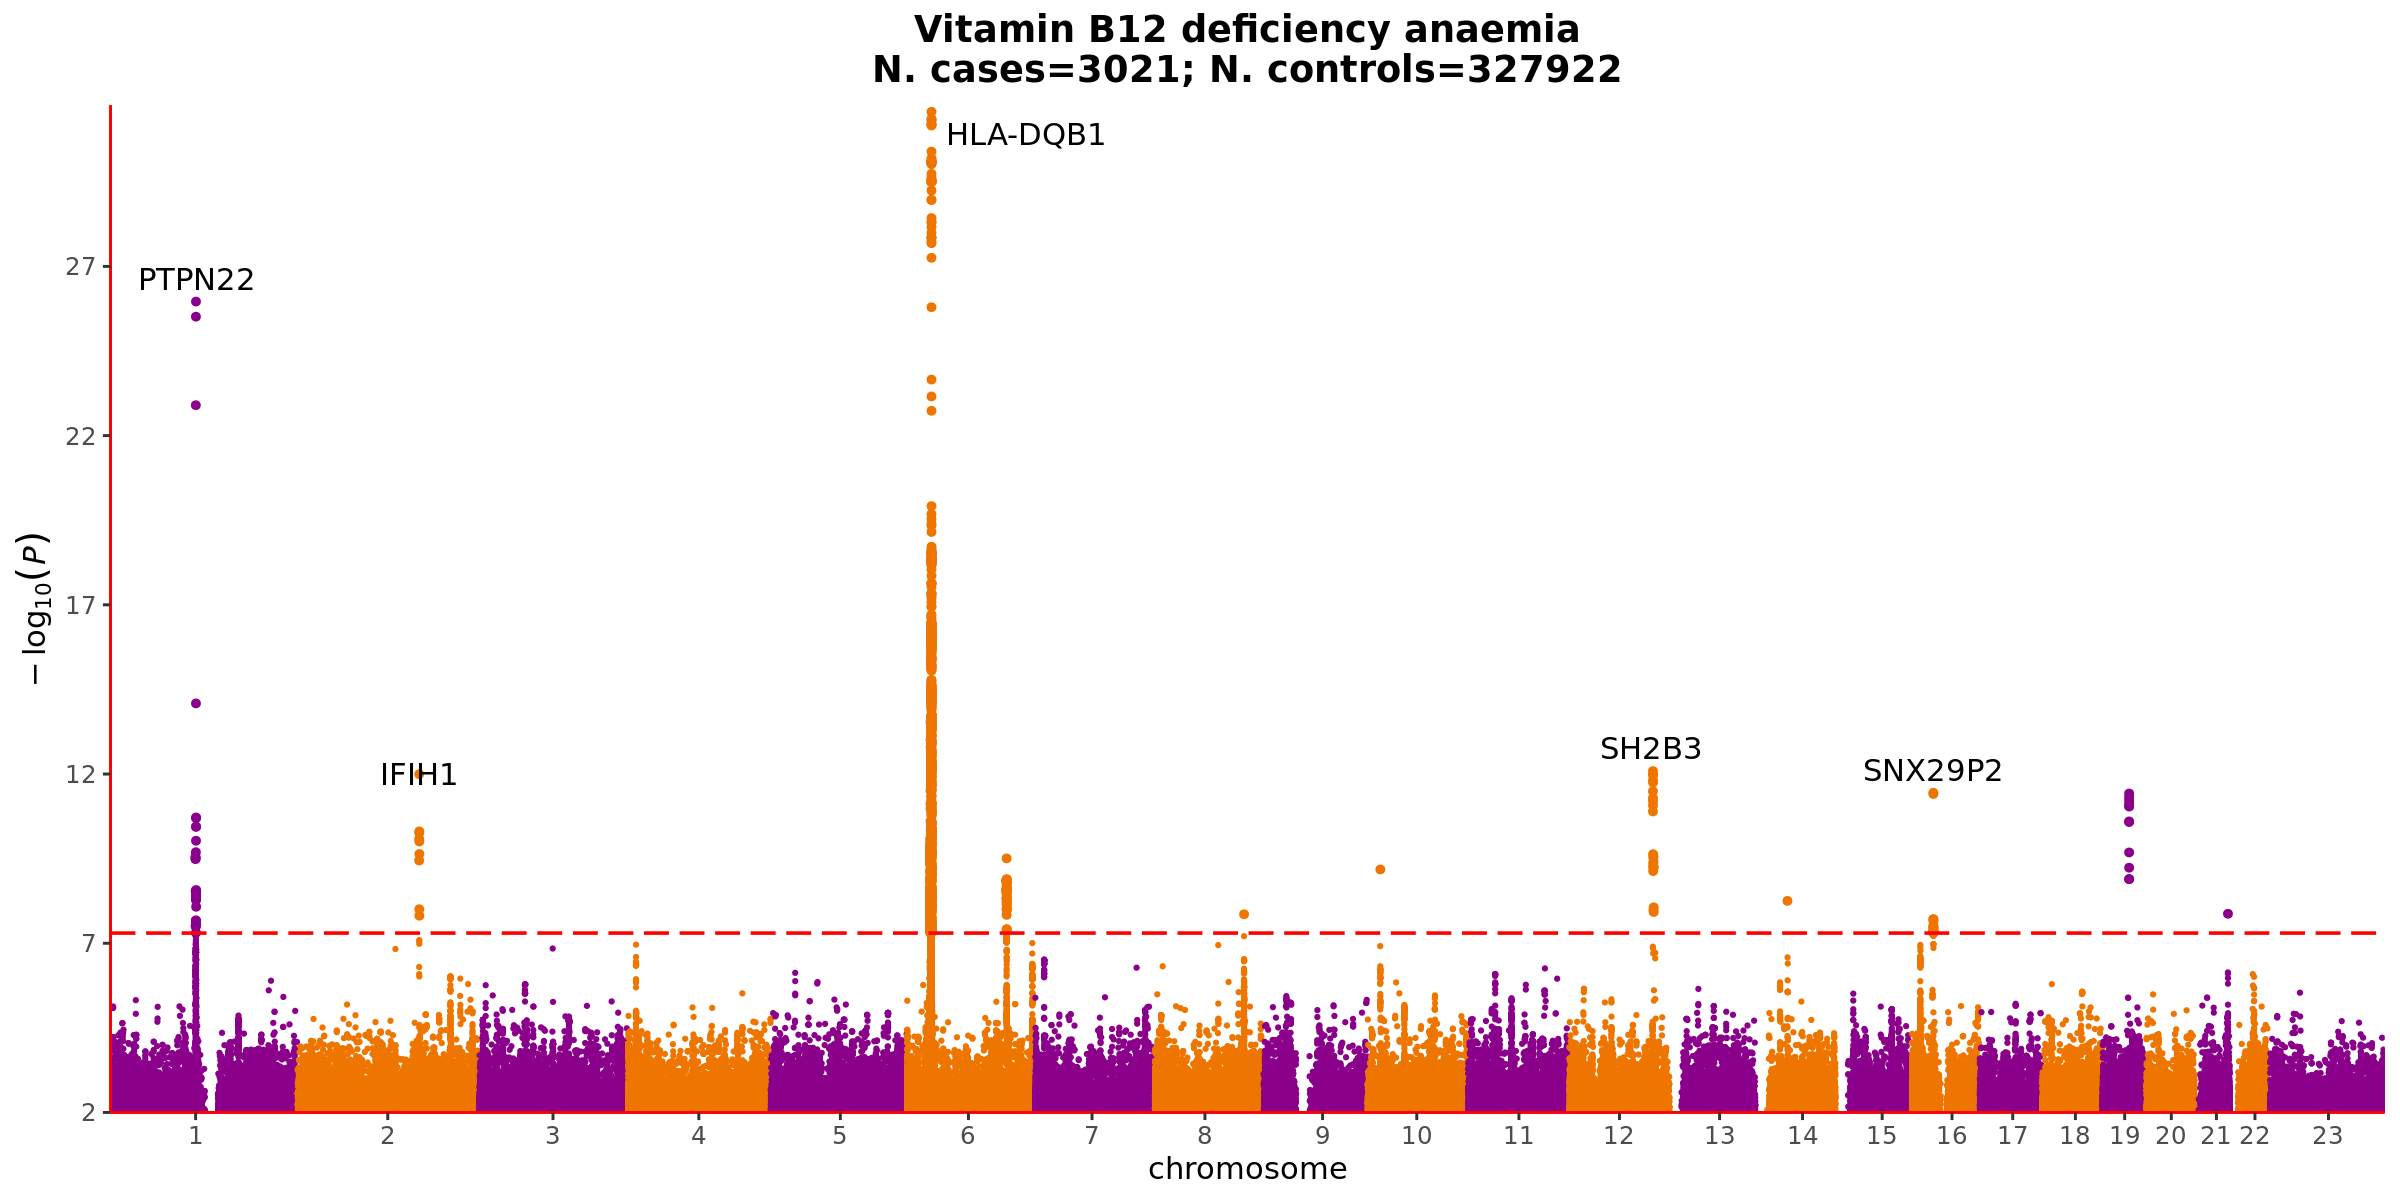 Vitamin B12 deficiency anaemia
N. cases=3021; N. controls=327922
HLA-DQB1
PTPN22
IFIH1
SH2B3
SNX29P2
27
22
17
12
7
2
−log10(P)
1 2 3 4 5 6 7 8 9 10 11 12 13 14 15 16 17 18 19 20 21 22 23
chromosome